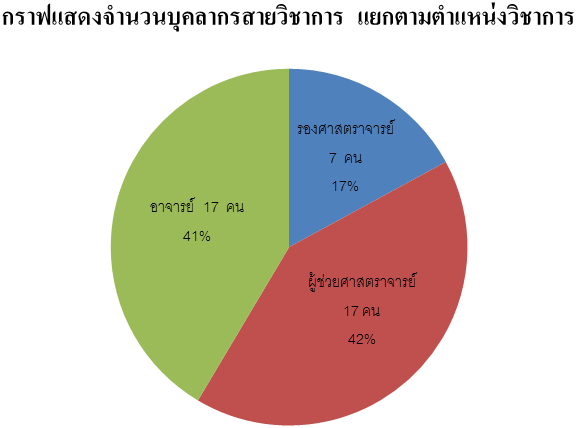 กราฟแสดงจำนวนบุคลากรสายวิชาการ แยกตามตำแหน่งวิชาการ
รองศาสตราจารย์
7 คน
17%
อาจารย์ 17 คน
41%
ผู้ช่วยศาสตราจารย์
17 คน
42%